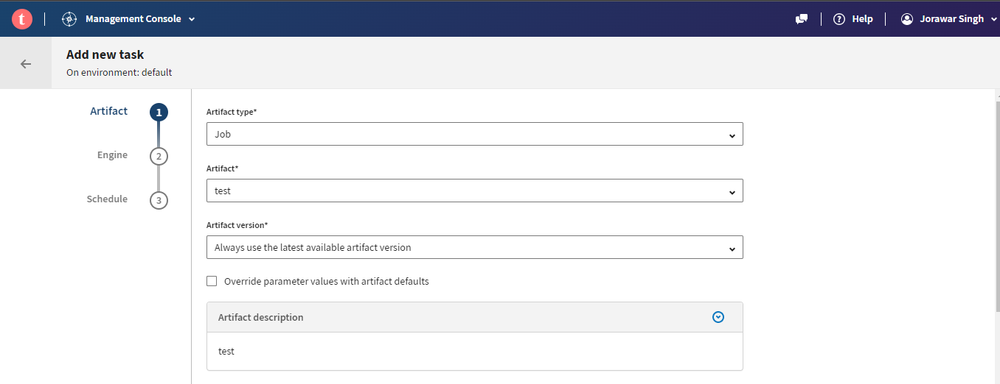 t
Management Console
Help
Jorawar Singh
Add new task
On environment: default
Artifact 1
Engine 2
Schedule 3
Artifact type*
Job
Artifact*
test
Artifact version*
Always use the latest available artifact version
Override parameter values with artifact defaults
Artifact description
test